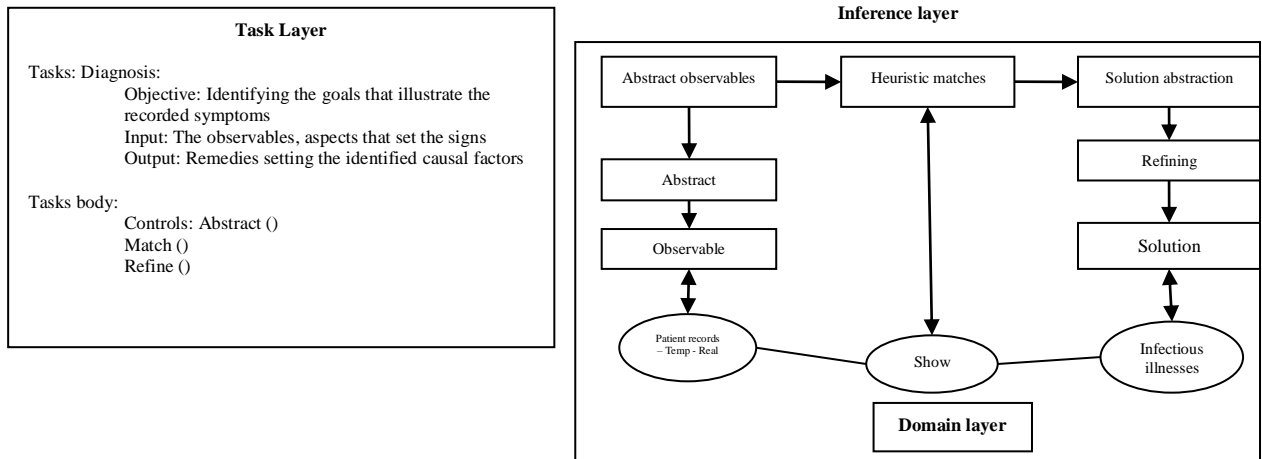 Task Layer
Tasks: Diagnosis:
Objective: Identifying the goals that illustrate the
recorded symptoms
Input: The observables, aspects that set the signs
Output: Remedies setting the identified causal factors
Tasks body:
Controls: Abstract ()
Match ()
Refine ()
Inference layer
Abstract observables
Heuristic matches
Solution abstraction
Abstract
Refining
Observable
Solution
Patient records
– Temp - Real
Show
Infectious
illnesses
Domain layer